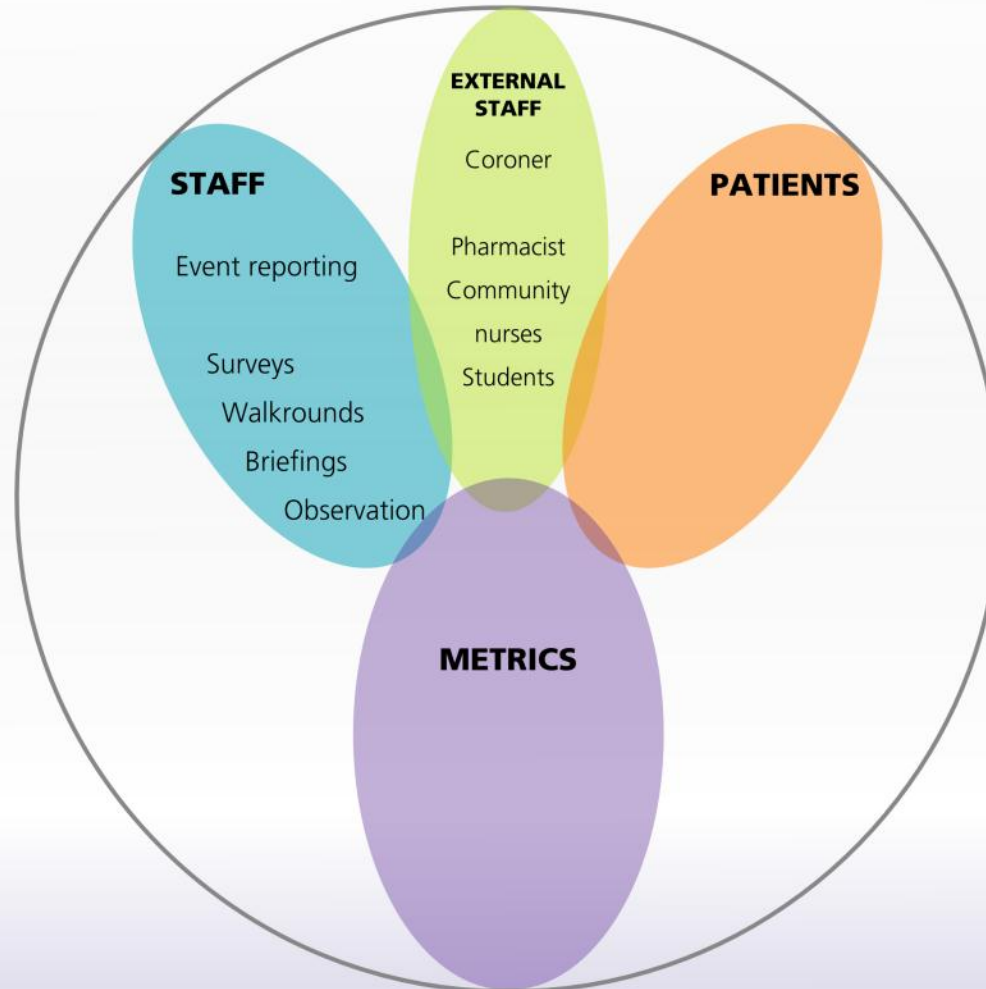 EXTERNAL
STAFF
Coroner
Pharmacist
Community
nurses
Students
STAFF
Event reporting
Surveys
Walkrounds
Briefings
Observation
PATIENTS
METRICS